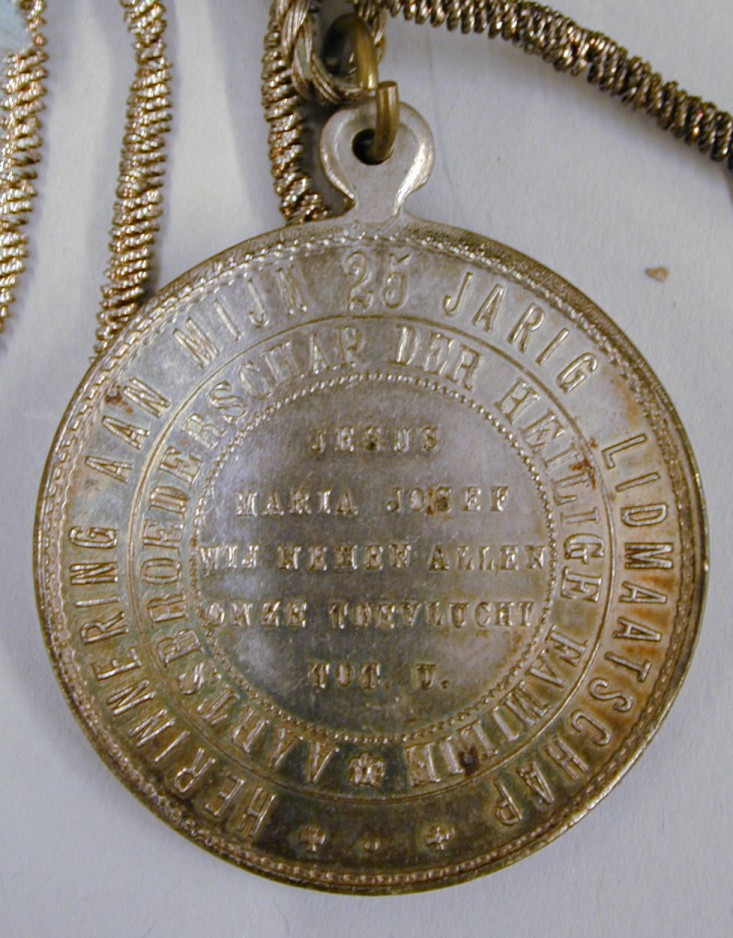 HERINNERING AAN MIJN 25 JARIG LIDMAATSCHAP
AARTSBROEDERSCHAP DER HEILIGE FAMILIE
JESUS
MARIA JOSEF
WIJ NEMEN ALLEN
ONZE TOEVLUCHT
TOT. U.